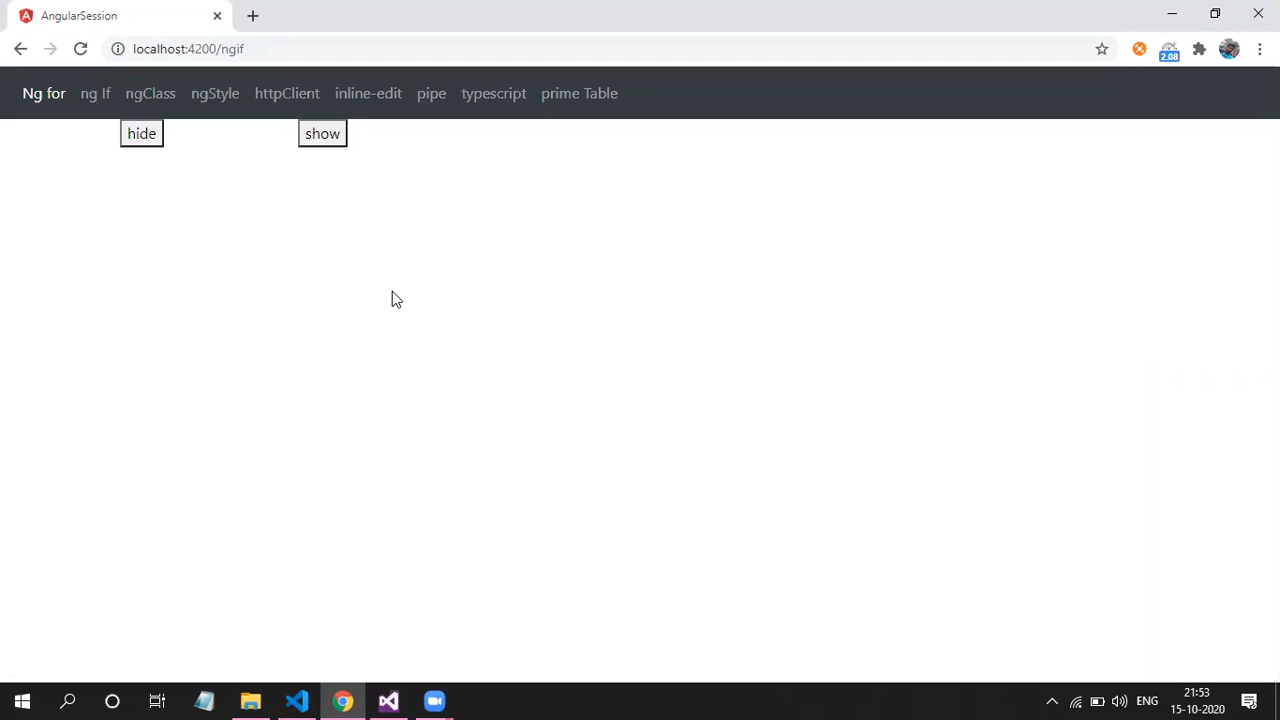 AngularSession
localhost:4200/ngif
2.08
Ng for ng If ngClass ngStyle httpClient inline-edit pipe typescript prime Table
hide show
ENG
21:53
15-10-2020